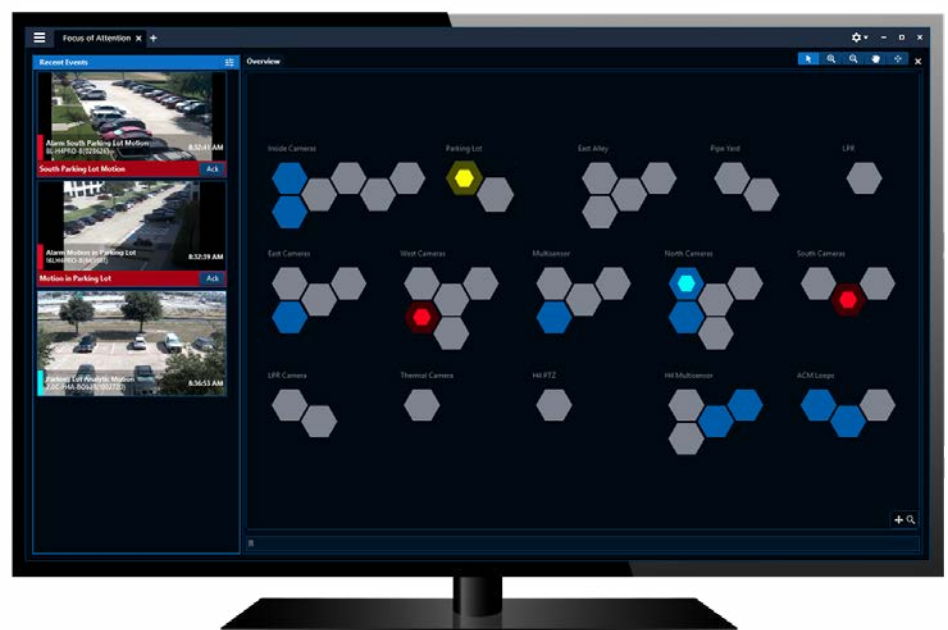 Focus of Attention
Recent Events
Overview
Alarm South Parking Lot Motion
8:52:41 AM
South Parking Lot Motion
Ack
Alarm Motion in Parking Lot
8:52:39 AM
Motion in Parking Lot
Ack
Parking Lot Analytic Motion
8:36:53 AM
Inside Cameras
Parking Lot
East Alley
Pipe Yard
LPR
East Cameras
West Cameras
Multisensor
North Cameras
South Cameras
LPR Camera
Thermal Camera
H4 PTZ
H4 Multisensor
ACM Loops